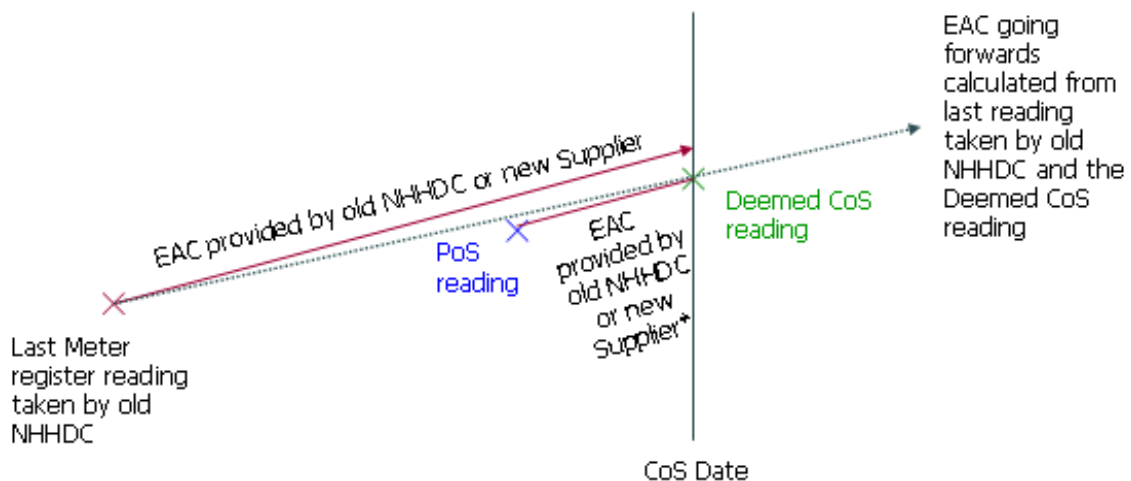 EAC going
forwards
calculated from
last reading
taken by old
NHHDC and the
Deemed CoS
reading
EAC provided by old NHHDC or new Supplier
Deemed CoS
reading
PoS
reading
EAC
provided by
old NHHDC
or new
Supplier*
Last Meter
register reading
taken by old
NHHDC
CoS Date